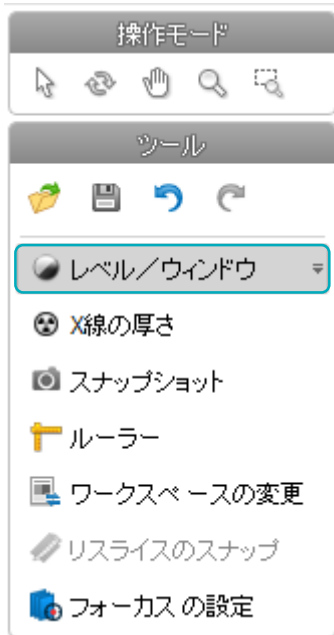 操作モード
ツール
レベル／ウィンドウ
X線の厚さ
スナップショット
ルーラー
ワークスペースの変更
リスライスのスナップ
フォーカスの設定